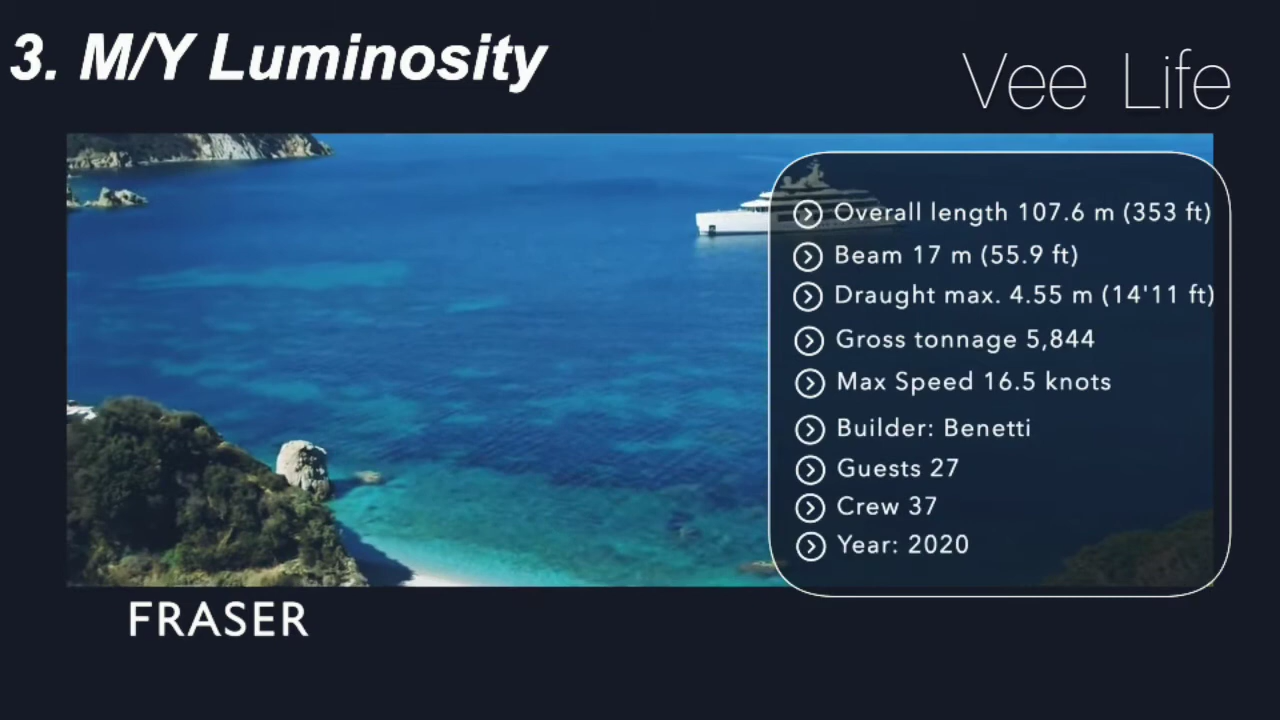 3. M/Y Luminosity
Vee Life
Overall length 107.6 m (353 ft)
Beam 17 m (55.9 ft)
Draught max. 4.55 m (14'11 ft)
Gross tonnage 5,844
Max Speed 16.5 knots
Builder: Benetti
Guests 27
Crew 37
Year: 2020
FRASER